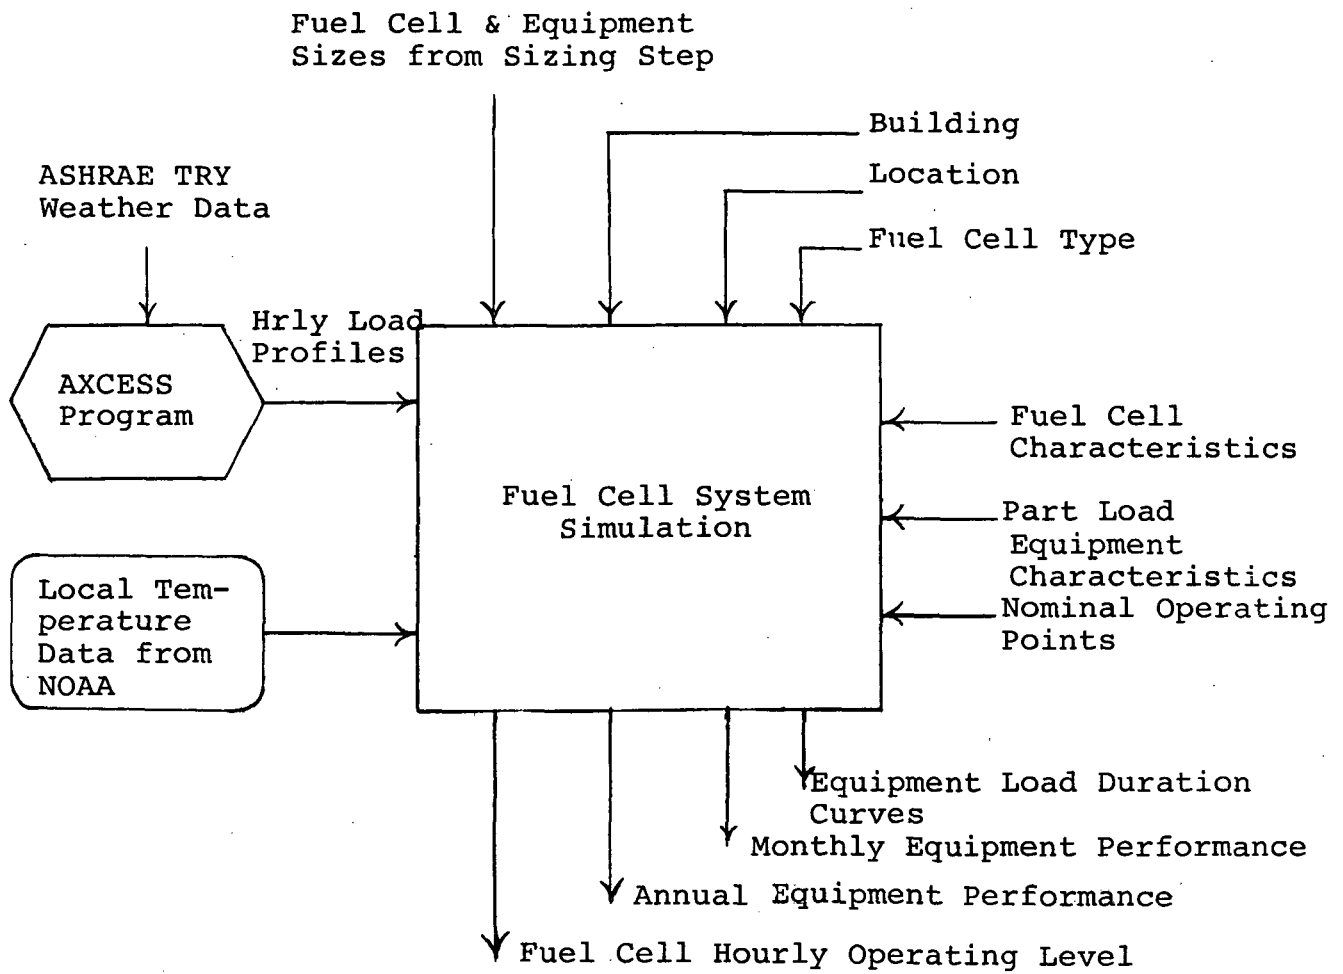 Fuel Cell & Equipment
Sizes from Sizing Step
Building
Location
Fuel Cell Type
ASHRAE TRY
Weather Data
Hrly Load
Profiles
AXCESS
Program
Fuel Cell
Characteristics
Fuel Cell System
Simulation
Part Load
Equipment
Characteristics
Nominal Operating
Points
Local Tem-
perature
Data from
NOAA
Equipment Load Duration
Curves
Monthly Equipment Performance
Annual Equipment Performance
Fuel Cell Hourly Operating Level